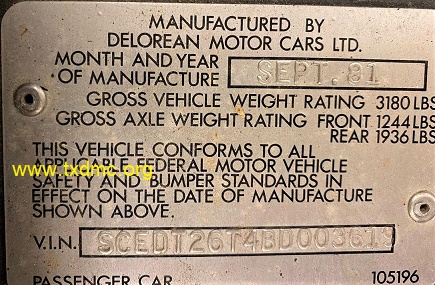 MANUFACTURED BY
DELOREAN MOTOR CARS LTD.
MONTH AND YEAR
OF MANUFACTURE SEPT. 81
GROSS VEHICLE WEIGHT RATING 3180 LBS
GROSS AXLE WEIGHT RATING FRONT 1244 LBS
REAR 1936 LBS
THIS VEHICLE CONFORMS TO ALL
www.txdmc.org
APPLICABLE FEDERAL MOTOR VEHICLE
SAFETY AND BUMPER STANDARDS IN
EFFECT ON THE DATE OF MANUFACTURE
SHOWN ABOVE.
V.I.N. SCEDT26T4BD003619
PASSENGER CAR 105196